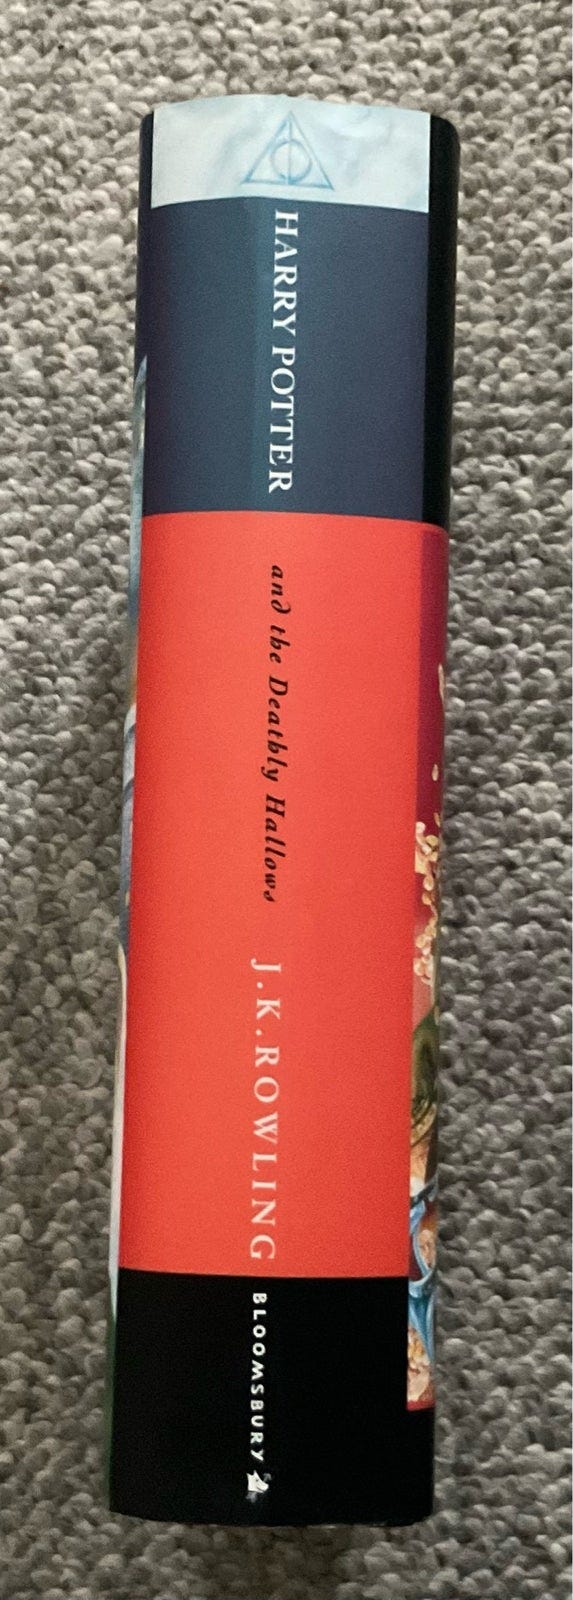 HARRY POTTER
and the Deathly Hallows
J.K.ROWLING
BLOOMSBURY